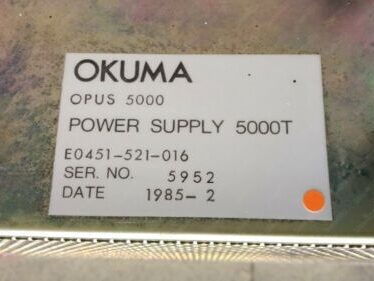 OKUMA
OPUS 5000
POWER SUPPLY 5000T
E0451-521-016
SER. NO. 5952
DATE 1985-2